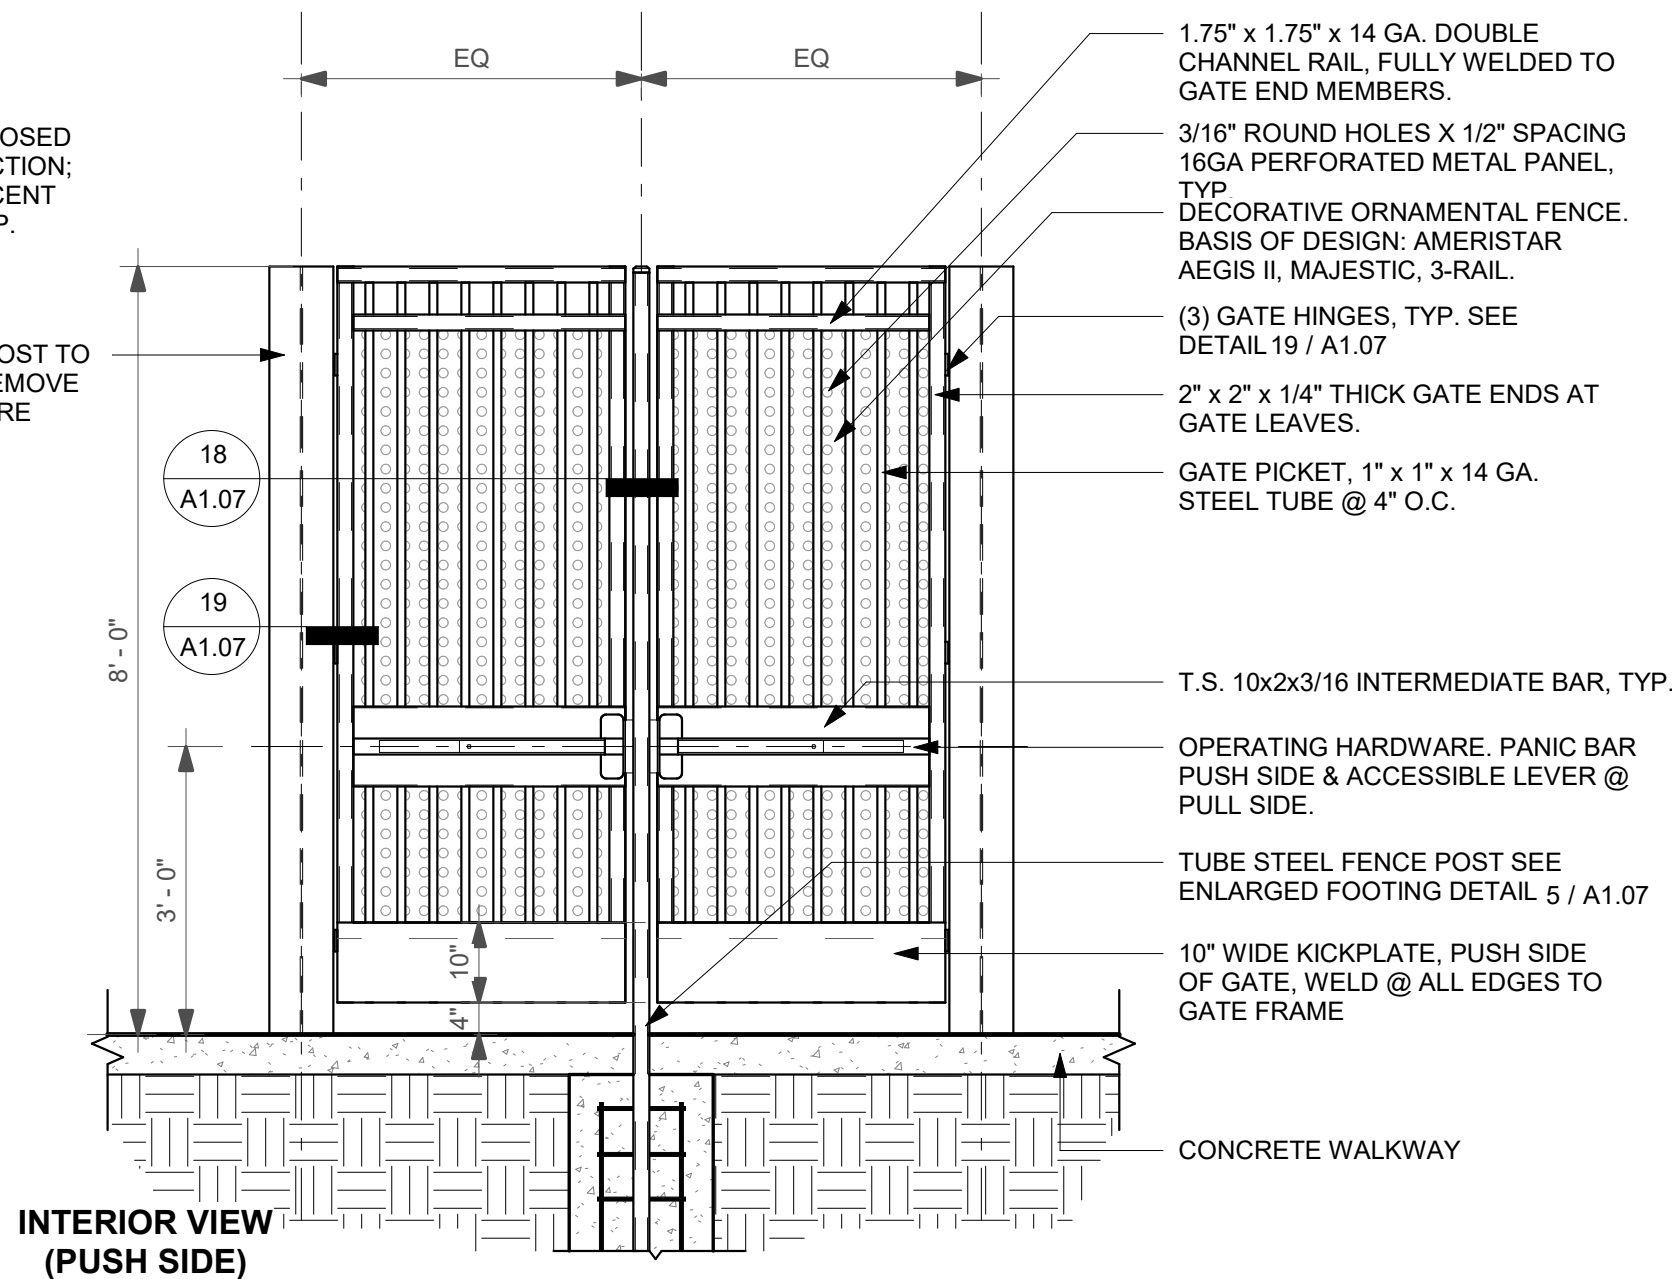 EQ
EQ
OSED
CTION;
CENT
P.
OST TO
EMOVE
RE
18
A1.07
19
A1.07
8' - 0"
3' - 0"
10"
4"
1.75" x 1.75" x 14 GA. DOUBLE
CHANNEL RAIL, FULLY WELDED TO
GATE END MEMBERS.
3/16" ROUND HOLES X 1/2" SPACING
16GA PERFORATED METAL PANEL,
TYP.
DECORATIVE ORNAMENTAL FENCE.
BASIS OF DESIGN: AMERISTAR
AEGIS II, MAJESTIC, 3-RAIL.
(3) GATE HINGES, TYP. SEE
DETAIL 19 / A1.07
2" x 2" x 1/4" THICK GATE ENDS AT
GATE LEAVES.
GATE PICKET, 1" x 1" x 14 GA.
STEEL TUBE @ 4" O.C.
T.S. 10x2x3/16 INTERMEDIATE BAR, TYP.
OPERATING HARDWARE. PANIC BAR
PUSH SIDE & ACCESSIBLE LEVER @
PULL SIDE.
TUBE STEEL FENCE POST SEE
ENLARGED FOOTING DETAIL 5 / A1.07
10" WIDE KICKPLATE, PUSH SIDE
OF GATE, WELD @ ALL EDGES TO
GATE FRAME
CONCRETE WALKWAY
INTERIOR VIEW
(PUSH SIDE)